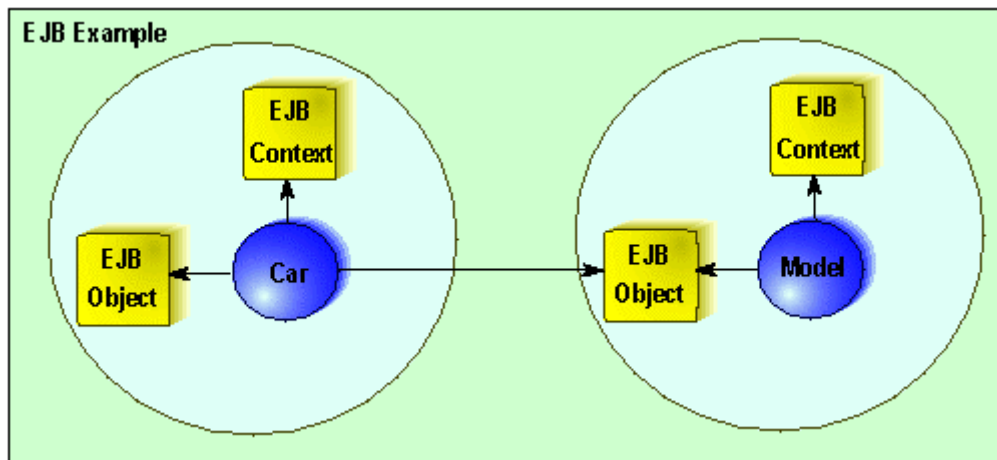 EJB Example
EJB
Context
EJB
Object
Car
EJB
Context
EJB
Object
Model